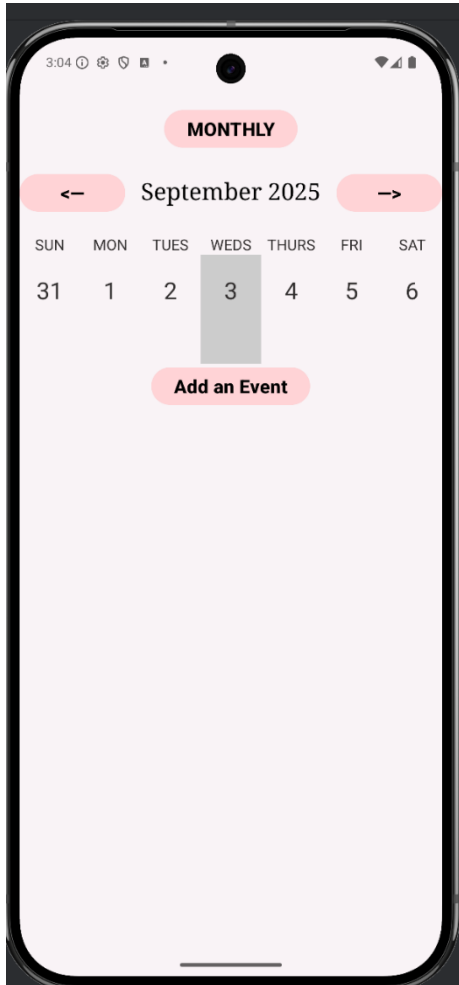 3:04
MONTHLY
<— September 2025 —>
SUN MON TUES WEDS THURS FRI SAT
31 1 2 3 4 5 6
Add an Event